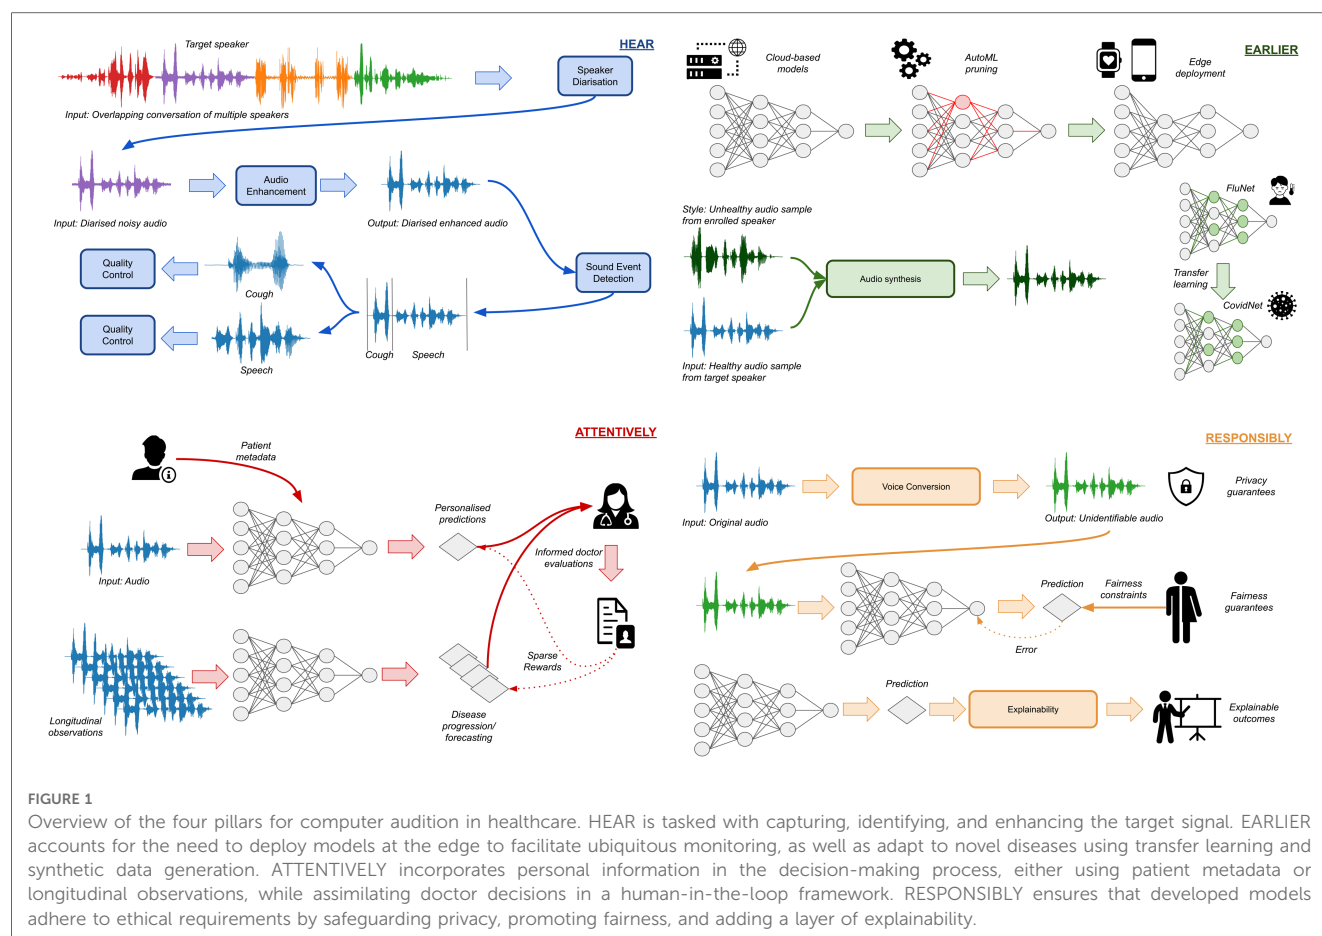 HEAR
Target speaker
Speaker
Diarisation
Input: Overlapping conversation of multiple speakers
Audio
Enhancement
Input: Diarised noisy audio
Output: Diarised enhanced audio
Quality
Control
Cough
Sound Event
Detection
Quality
Control
Speech
Cough
Speech
EARLIER
Cloud-based
models
AutoML
pruning
Edge
deployment
Style: Unhealthy audio sample
from enrolled speaker
Audio synthesis
Input: Healthy audio sample
from target speaker
FluNet
Transfer
learning
CovidNet
ATTENTIVELY
Patient
metadata
Personalised
predictions
Input: Audio
Informed doctor
evaluations
Sparse
Rewards
Longitudinal
observations
Disease
progression/
forecasting
RESPONSIBLY
Voice Conversion
Privacy
guarantees
Input: Original audio
Output: Unidentifiable audio
Prediction
Fairness
constraints
Fairness
guarantees
Error
Prediction
Explainability
Explainable
outcomes
FIGURE 1
Overview of the four pillars for computer audition in healthcare. HEAR is tasked with capturing, identifying, and enhancing the target signal. EARLIER
accounts for the need to deploy models at the edge to facilitate ubiquitous monitoring, as well as adapt to novel diseases using transfer learning and
synthetic data generation. ATTENTIVELY incorporates personal information in the decision-making process, either using patient metadata or
longitudinal observations, while assimilating doctor decisions in a human-in-the-loop framework. RESPONSIBLY ensures that developed models
adhere to ethical requirements by safeguarding privacy, promoting fairness, and adding a layer of explainability.